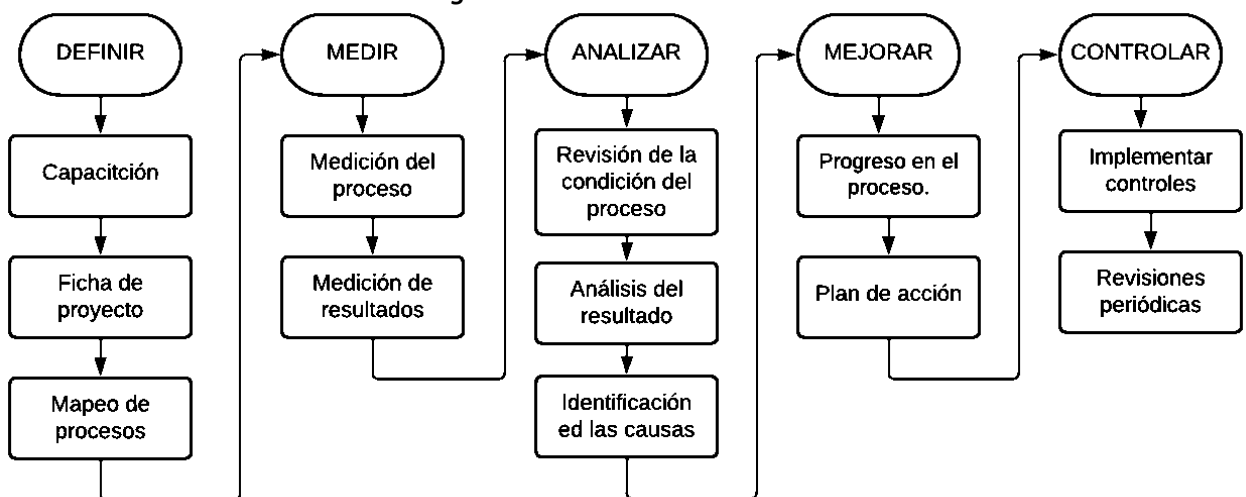 DEFINIR
Capacitción
Ficha de
proyecto
Mapeo de
procesos
MEDIR
Medición del
proceso
Medición de
resultados
ANALIZAR
Revisión de la
condición del
proceso
Análisis del
resultado
Identificación
ed las causas
MEJORAR
Progreso en el
proceso.
Plan de acción
CONTROLAR
Implementar
controles
Revisiones
periódicas